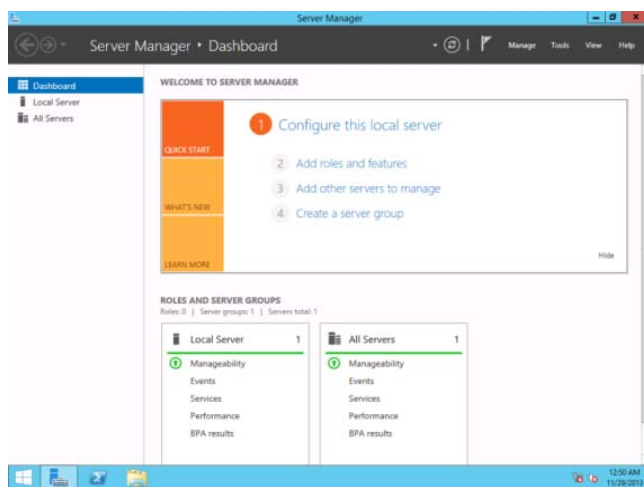 Server Manager
Server Manager • Dashboard
Manage Tools View Help
Dashboard
Local Server
All Servers
WELCOME TO SERVER MANAGER
QUICK START
WHAT'S NEW
LEARN MORE
1 Configure this local server
2 Add roles and features
3 Add other servers to manage
4 Create a server group
Hide
ROLES AND SERVER GROUPS
Roles: 0 | Server groups: 1 | Servers total: 1
Local Server 1
Manageability
Events
Services
Performance
BPA results
All Servers 1
Manageability
Events
Services
Performance
BPA results
12:50 AM
11/29/2013